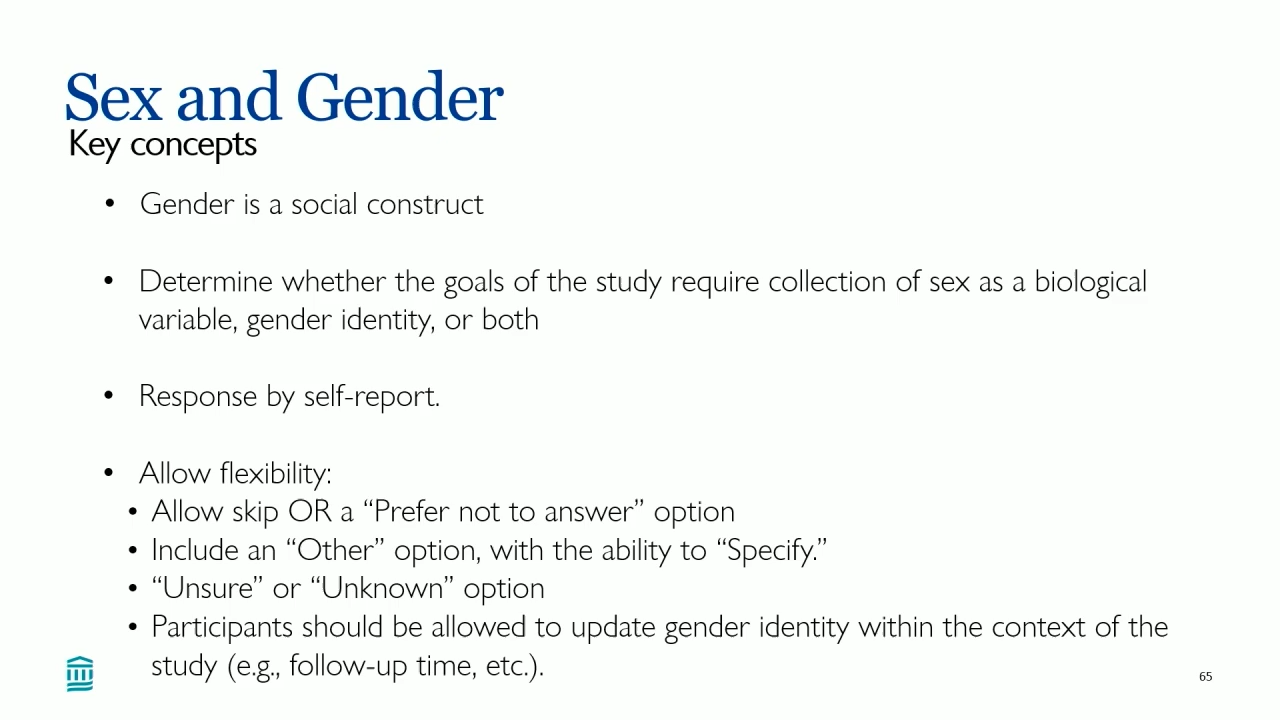 Sex and Gender
Key concepts
• Gender is a social construct
• Determine whether the goals of the study require collection of sex as a biological
variable, gender identity, or both
• Response by self-report.
• Allow flexibility:
• Allow skip OR a “Prefer not to answer” option
• Include an “Other” option, with the ability to “Specify.”
• “Unsure” or “Unknown” option
• Participants should be allowed to update gender identity within the context of the
study (e.g., follow-up time, etc.).
65